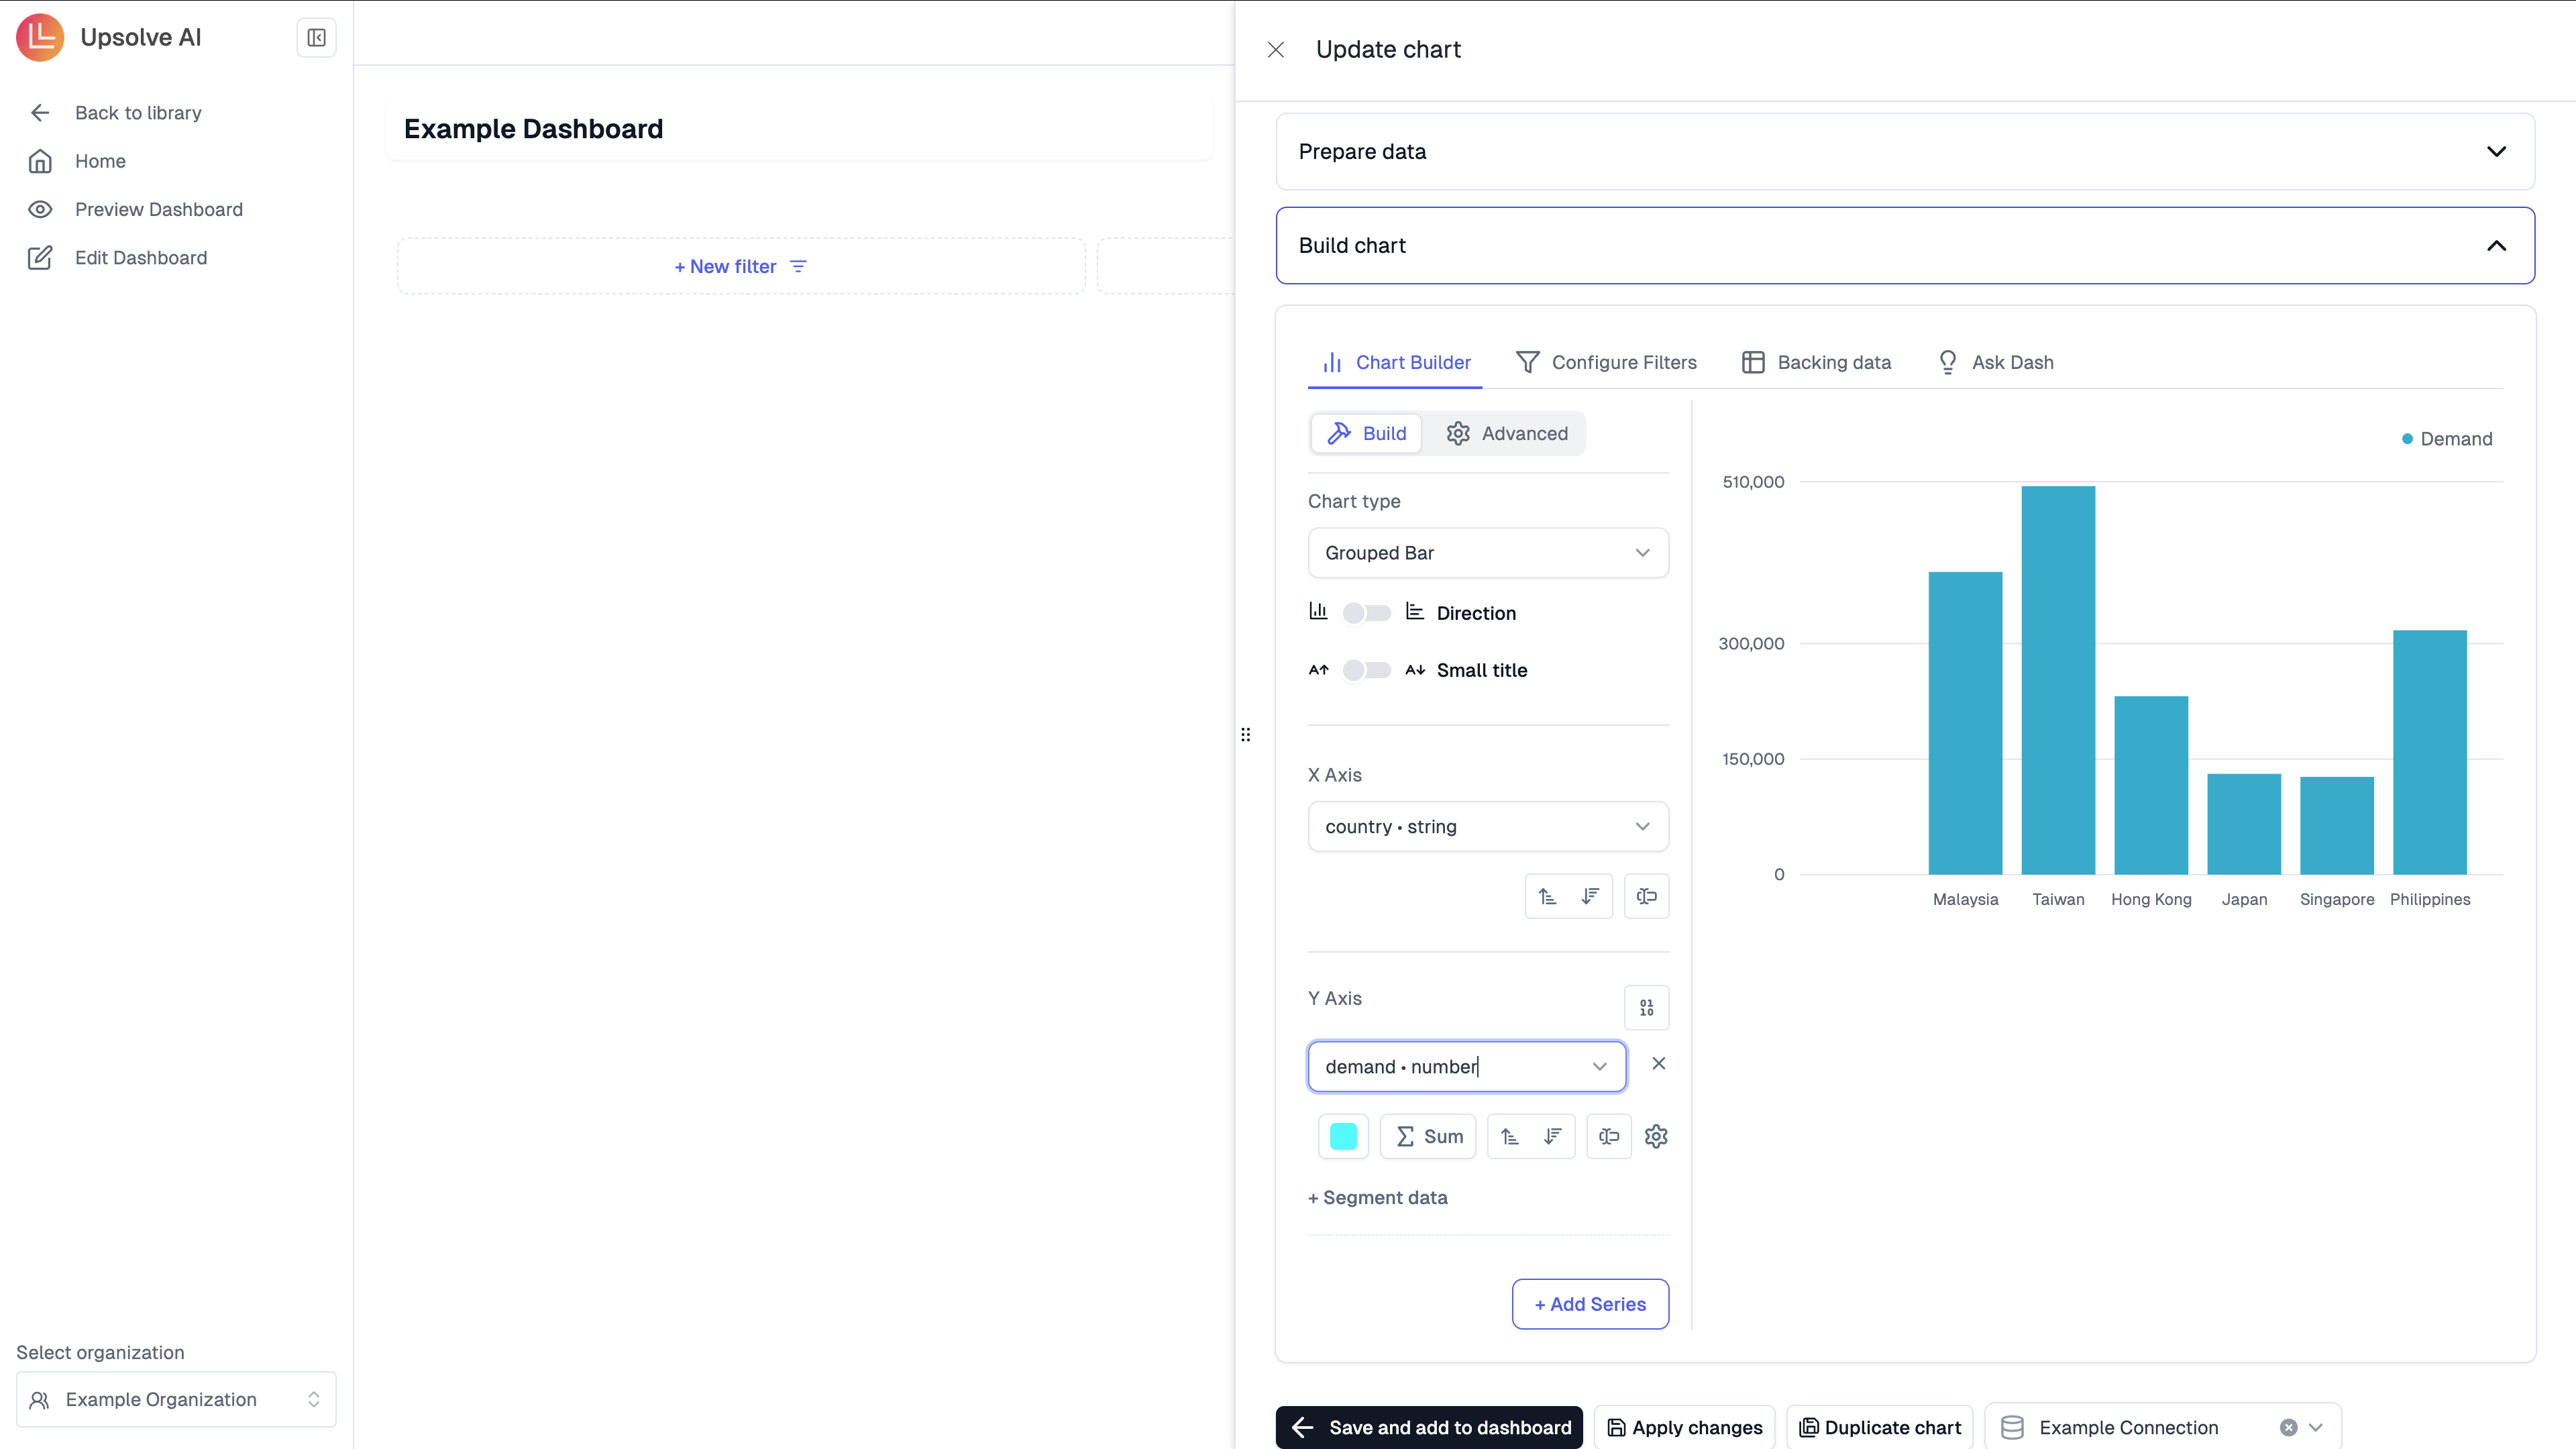 Upsolve AI
Back to library
Home
Preview Dashboard
Edit Dashboard
Select organization
Example Organization
Example Dashboard
+ New filter
Update chart
Prepare data
Build chart
Chart Builder
Configure Filters
Backing data
Ask Dash
Build
Advanced
Chart type
Grouped Bar
Direction
A↑ A↓ Small title
X Axis
country • string
Y Axis
01
10
demand • number
Sum
+ Segment data
+ Add Series
Demand
510,000
300,000
150,000
0
Malaysia Taiwan Hong Kong Japan Singapore Philippines
Save and add to dashboard
Apply changes
Duplicate chart
Example Connection